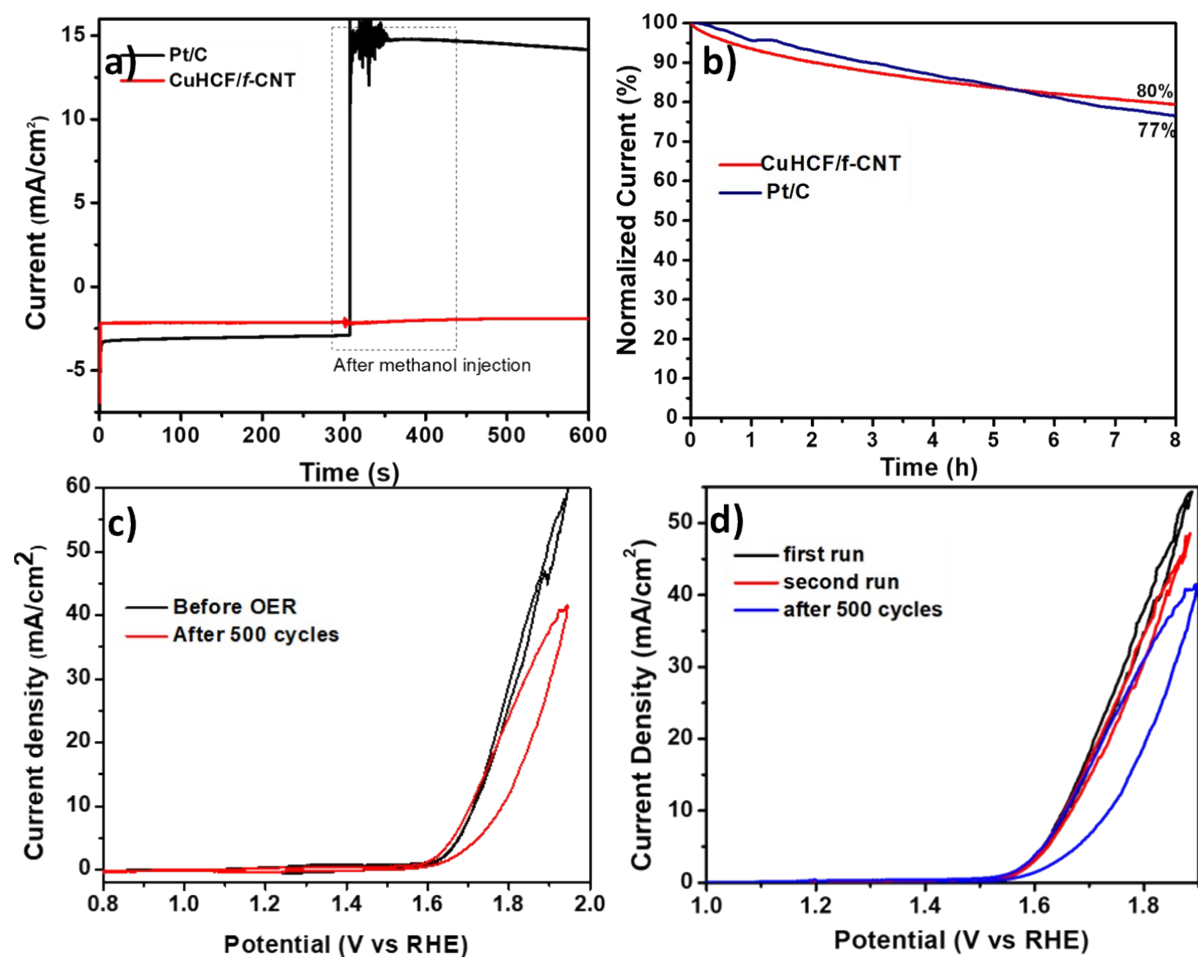 a)
Pt/C
CuHCF/f-CNT
After methanol injection
Current (mA/cm²)
15
10
5
0
-5
0 100 200 300 400 500 600
Time (s)
b)
80%
77%
CuHCF/f-CNT
Pt/C
Normalized Current (%)
100
90
80
70
60
50
40
30
20
10
0
0 1 2 3 4 5 6 7 8
Time (h)
c)
Before OER
After 500 cycles
Current density (mA/cm²)
60
50
40
30
20
10
0
0.8 1.0 1.2 1.4 1.6 1.8 2.0
Potential (V vs RHE)
d)
first run
second run
after 500 cycles
Current Density (mA/cm²)
50
40
30
20
10
0
1.0 1.2 1.4 1.6 1.8
Potential (V vs RHE)